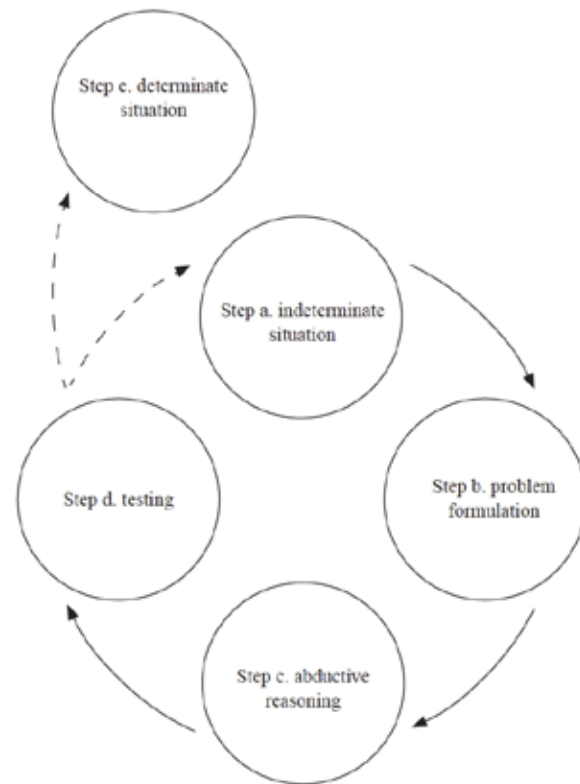 Step e. determinate
situation
Step a. indeterminate
situation
Step b. problem
formulation
Step c. abductive
reasoning
Step d. testing